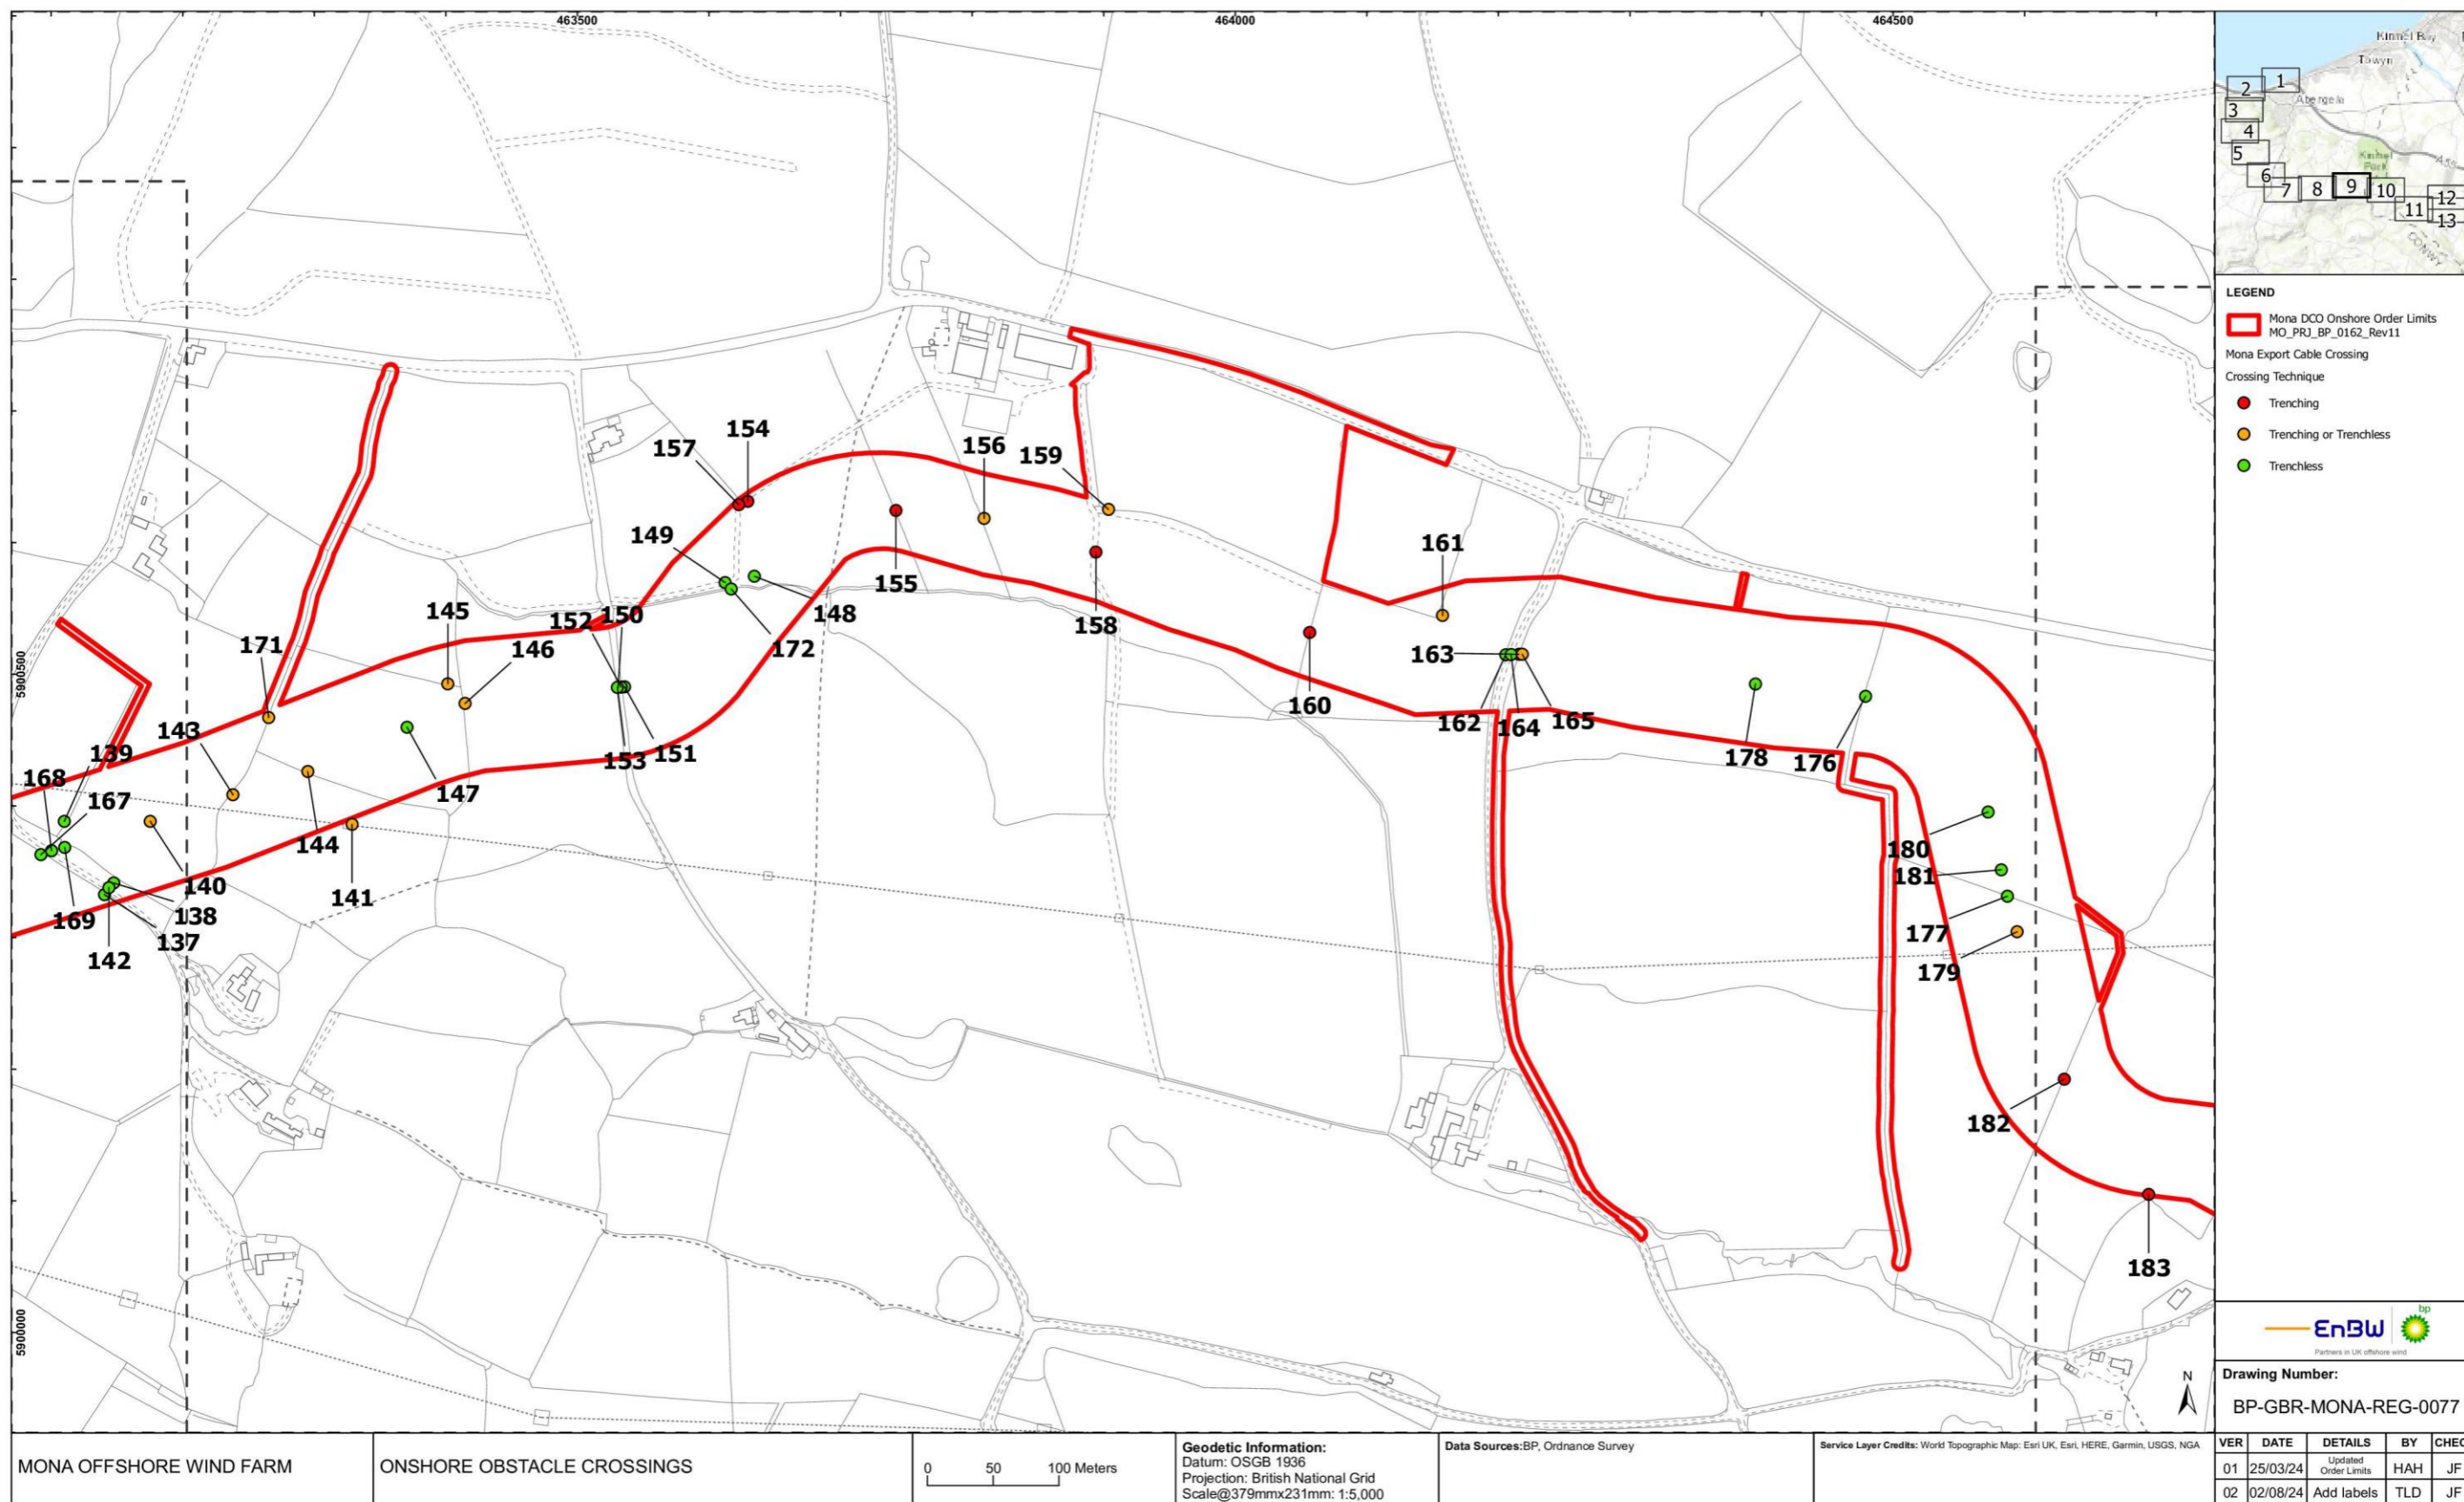 463500
464000
464500
5900500
5900000
157
154
156
159
149
161
145
152
150
148
155
158
171
146
172
163
160
143
139
153
151
162
164
165
178
176
168
167
147
144
180
140
141
181
169
138
137
142
177
179
182
183
Kinmel Bay
Towyn
Abergele
Kinmel
Park
A55
CONWY
1
2
3
4
5
6
7
8
9
10
11
12
13
LEGEND
Mona DCO Onshore Order Limits
MO_PRJ_BP_0162_Rev11
Mona Export Cable Crossing
Crossing Technique
Trenching
Trenching or Trenchless
Trenchless
N
EnBW
bp
Partners in UK offshore wind
Drawing Number:
BP-GBR-MONA-REG-0077
MONA OFFSHORE WIND FARM
ONSHORE OBSTACLE CROSSINGS
0 50 100 Meters
Geodetic Information:
Datum: OSGB 1936
Projection: British National Grid
Scale@379mmx231mm: 1:5,000
Data Sources:BP, Ordnance Survey
Service Layer Credits: World Topographic Map: Esri UK, Esri, HERE, Garmin, USGS, NGA
VER DATE DETAILS BY CHEC
01 25/03/24 Updated Order Limits HAH JF
02 02/08/24 Add labels TLD JF